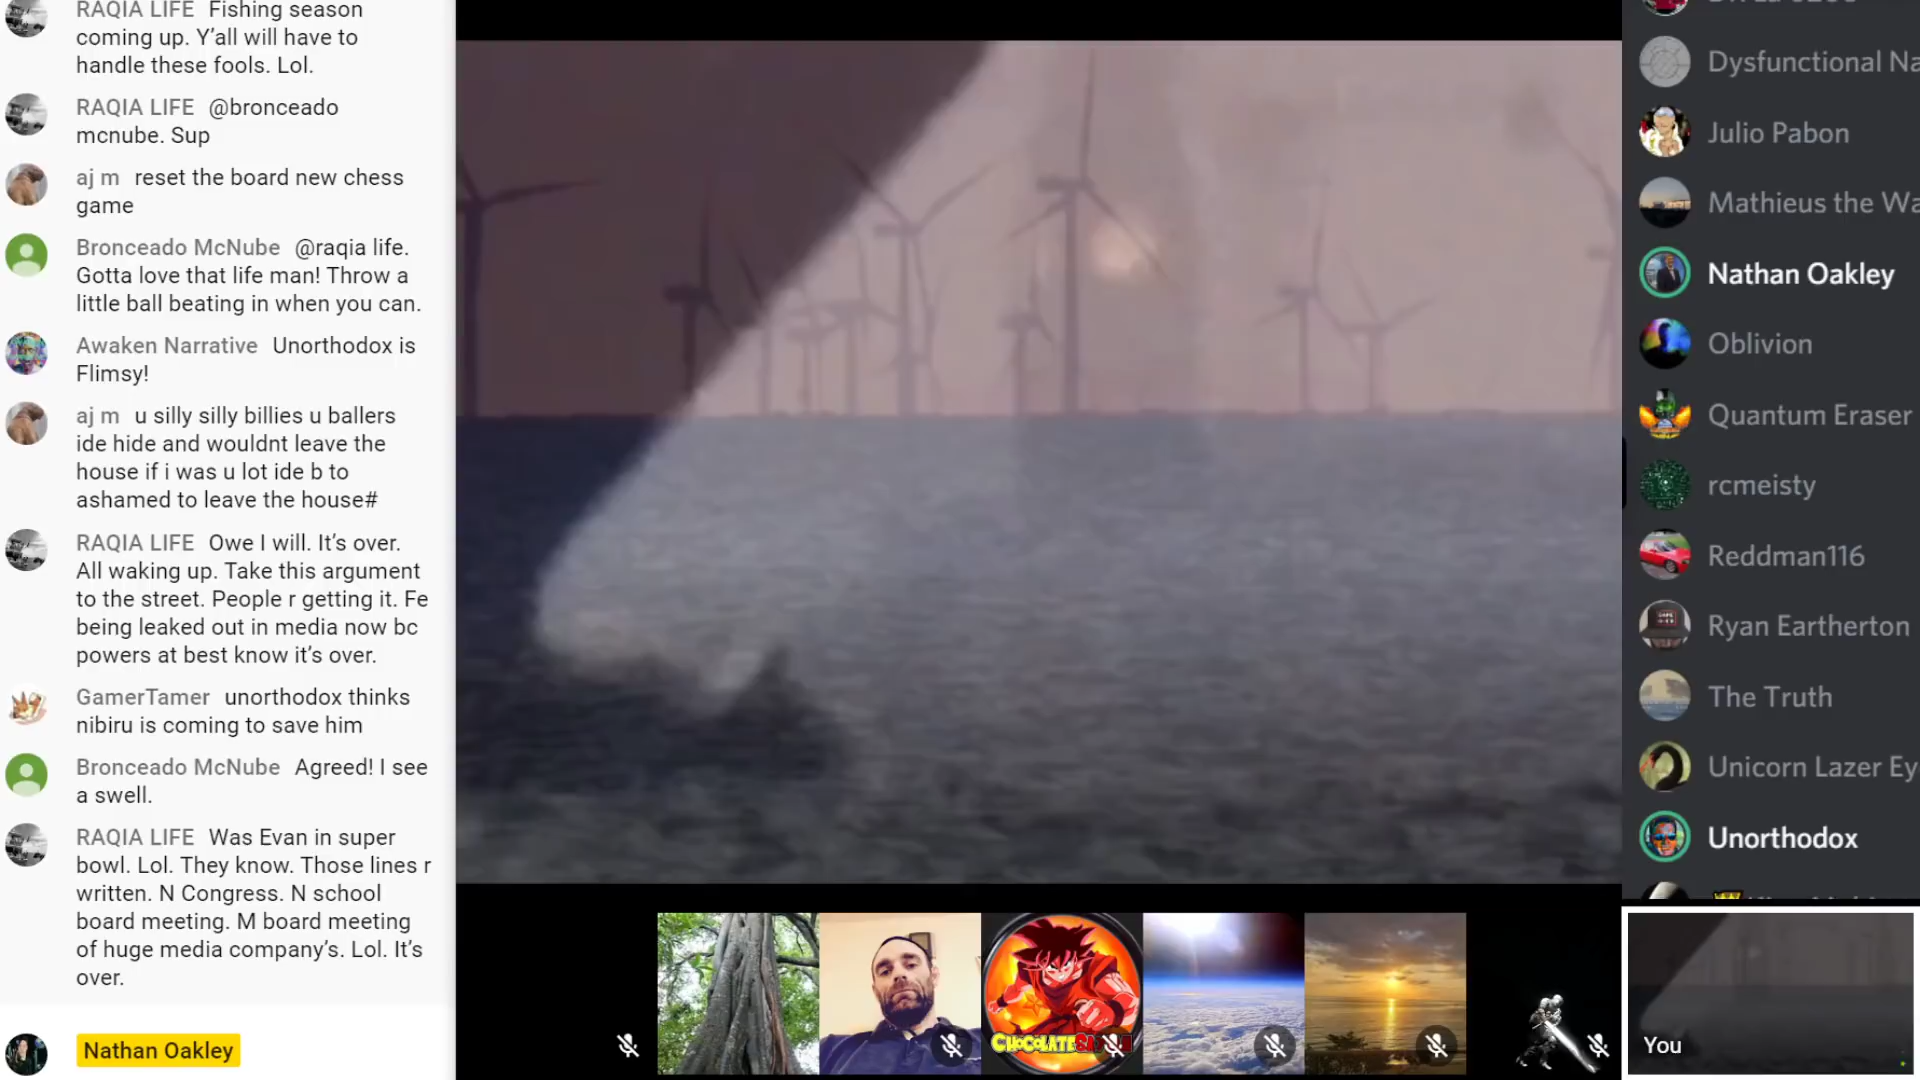 RAQIA LIFE Fishing season
coming up. Y’all will have to
handle these fools. Lol.
RAQIA LIFE @bronceado
mcnube. Sup
aj m reset the board new chess
game
Bronceado McNube @raqia life.
Gotta love that life man! Throw a
little ball beating in when you can.
Awaken Narrative Unorthodox is
Flimsy!
aj m u silly silly billies u ballers
ide hide and wouldnt leave the
house if i was u lot ide b to
ashamed to leave the house#
RAQIA LIFE Owe I will. It’s over.
All waking up. Take this argument
to the street. People r getting it. Fe
being leaked out in media now bc
powers at best know it’s over.
GamerTamer unorthodox thinks
nibiru is coming to save him
Bronceado McNube Agreed! I see
a swell.
RAQIA LIFE Was Evan in super
bowl. Lol. They know. Those lines r
written. N Congress. N school
board meeting. M board meeting
of huge media company’s. Lol. It’s
over.
Nathan Oakley
Dysfunctional Na
Julio Pabon
Mathieus the Wa
Nathan Oakley
Oblivion
Quantum Eraser
rcmeisty
Reddman116
Ryan Eartherton
The Truth
Unicorn Lazer Ey
Unorthodox
CHOCOLATE
You